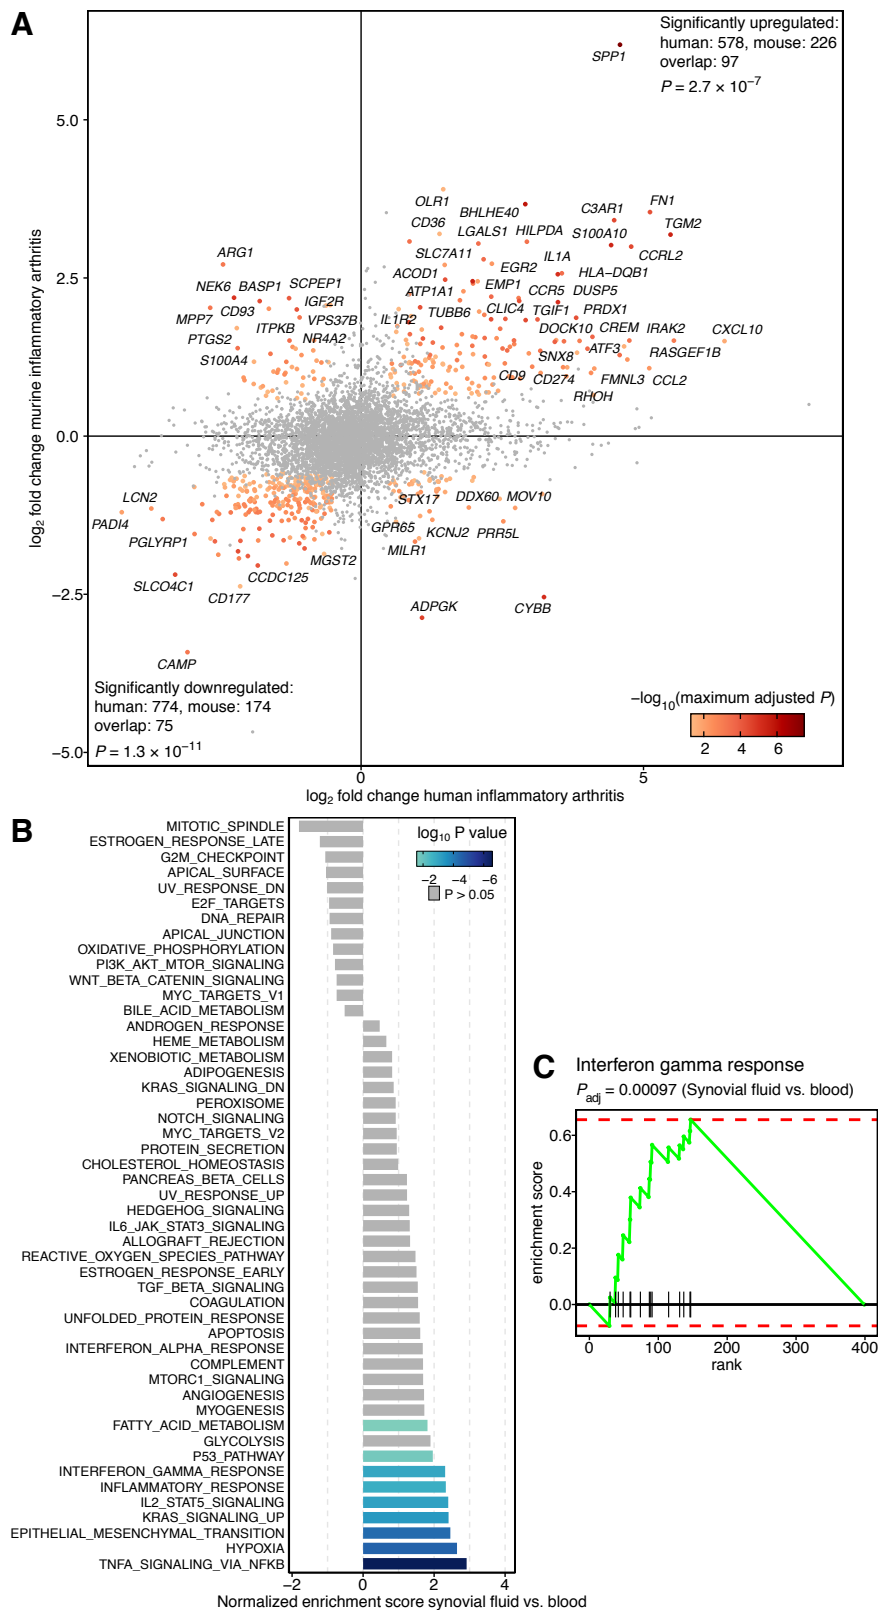 A
Significantly upregulated:
human: 578, mouse: 226
overlap: 97
P = 2.7 × 10−7
SPP1
5.0
OLR1
BHLHE40
C3AR1
FN1
CD36
LGALS1
HILPDA
S100A10
TGM2
ARG1
SLC7A11
IL1A
CCRL2
2.5
ACOD1
EGR2
HLA−DQB1
NEK6
BASP1
SCPEP1
ATP1A1
EMP1
CCR5
DUSP5
CD93
IGF2R
MPP7
VPS37B
IL1R2
TUBB6
CLIC4
TGIF1
PRDX1
ITPKB
DOCK10
CREM
IRAK2
CXCL10
PTGS2
NR4A2
SNX8
ATF3
RASGEF1B
S100A4
CD9
CD274
FMNL3
CCL2
RHOH
0.0
LCN2
STX17
DDX60
MOV10
PADI4
GPR65
KCNJ2
PRR5L
PGLYRP1
MILR1
MGST2
SLCO4C1
CCDC125
−2.5
CD177
ADPGK
CYBB
CAMP
Significantly downregulated:
human: 774, mouse: 174
overlap: 75
P = 1.3 × 10−11
−log10(maximum adjusted P)
2 4 6
−5.0
0 5
log2 fold change human inflammatory arthritis
log2 fold change murine inflammatory arthritis
B
MITOTIC_SPINDLE
ESTROGEN_RESPONSE_LATE
G2M_CHECKPOINT
APICAL_SURFACE
UV_RESPONSE_DN
E2F_TARGETS
DNA_REPAIR
APICAL_JUNCTION
OXIDATIVE_PHOSPHORYLATION
PI3K_AKT_MTOR_SIGNALING
WNT_BETA_CATENIN_SIGNALING
MYC_TARGETS_V1
BILE_ACID_METABOLISM
ANDROGEN_RESPONSE
HEME_METABOLISM
XENOBIOTIC_METABOLISM
ADIPOGENESIS
KRAS_SIGNALING_DN
PEROXISOME
NOTCH_SIGNALING
MYC_TARGETS_V2
PROTEIN_SECRETION
CHOLESTEROL_HOMEOSTASIS
PANCREAS_BETA_CELLS
UV_RESPONSE_UP
HEDGEHOG_SIGNALING
IL6_JAK_STAT3_SIGNALING
ALLOGRAFT_REJECTION
REACTIVE_OXYGEN_SPECIES_PATHWAY
ESTROGEN_RESPONSE_EARLY
TGF_BETA_SIGNALING
COAGULATION
UNFOLDED_PROTEIN_RESPONSE
APOPTOSIS
INTERFERON_ALPHA_RESPONSE
COMPLEMENT
MTORC1_SIGNALING
ANGIOGENESIS
MYOGENESIS
FATTY_ACID_METABOLISM
GLYCOLYSIS
P53_PATHWAY
INTERFERON_GAMMA_RESPONSE
INFLAMMATORY_RESPONSE
IL2_STAT5_SIGNALING
KRAS_SIGNALING_UP
EPITHELIAL_MESENCHYMAL_TRANSITION
HYPOXIA
TNFA_SIGNALING_VIA_NFKB
log10 P value
−2 −4 −6
P > 0.05
−2 0 2 4
Normalized enrichment score synovial fluid vs. blood
C
Interferon gamma response
Padj = 0.00097 (Synovial fluid vs. blood)
0.6
0.4
0.2
0.0
enrichment score
0 100 200 300 400
rank